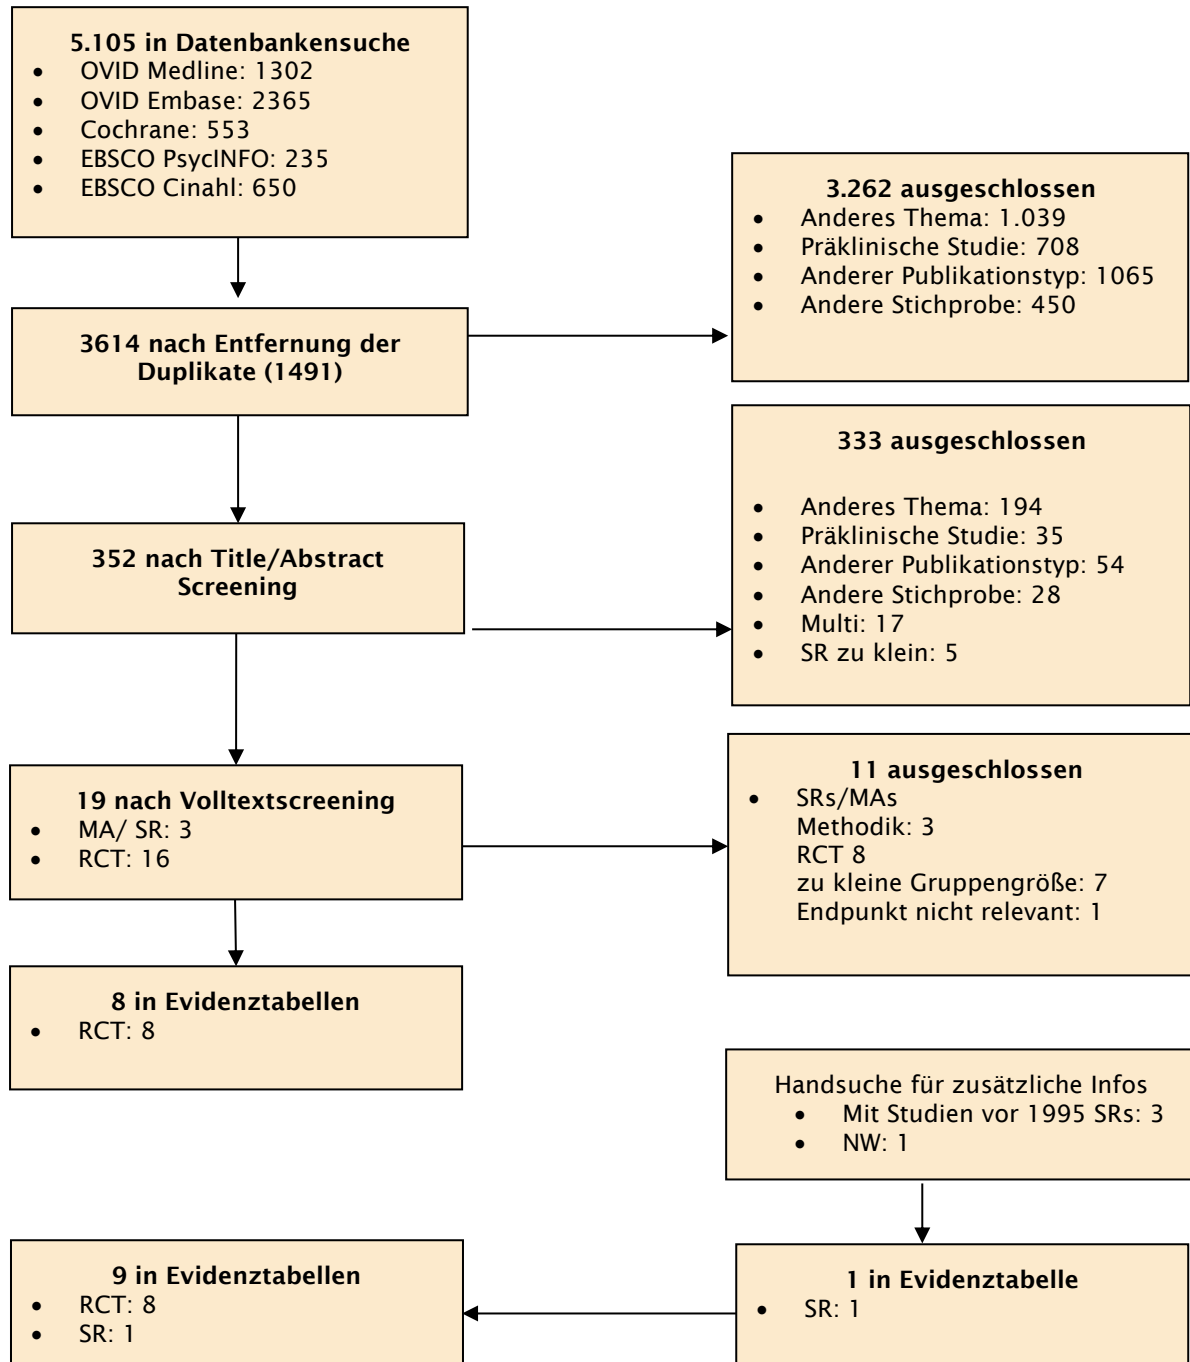 5.105 in Datenbankensuche
• OVID Medline: 1302
• OVID Embase: 2365
• Cochrane: 553
• EBSCO PsycINFO: 235
• EBSCO Cinahl: 650
3.262 ausgeschlossen
• Anderes Thema: 1.039
• Präklinische Studie: 708
• Anderer Publikationstyp: 1065
• Andere Stichprobe: 450
3614 nach Entfernung der
Duplikate (1491)
333 ausgeschlossen
• Anderes Thema: 194
• Präklinische Studie: 35
• Anderer Publikationstyp: 54
• Andere Stichprobe: 28
• Multi: 17
• SR zu klein: 5
352 nach Title/Abstract
Screening
11 ausgeschlossen
• SRs/MAs
Methodik: 3
RCT 8
zu kleine Gruppengröße: 7
Endpunkt nicht relevant: 1
19 nach Volltextscreening
• MA/ SR: 3
• RCT: 16
8 in Evidenztabellen
• RCT: 8
Handsuche für zusätzliche Infos
• Mit Studien vor 1995 SRs: 3
• NW: 1
9 in Evidenztabellen
• RCT: 8
• SR: 1
1 in Evidenztabelle
• SR: 1